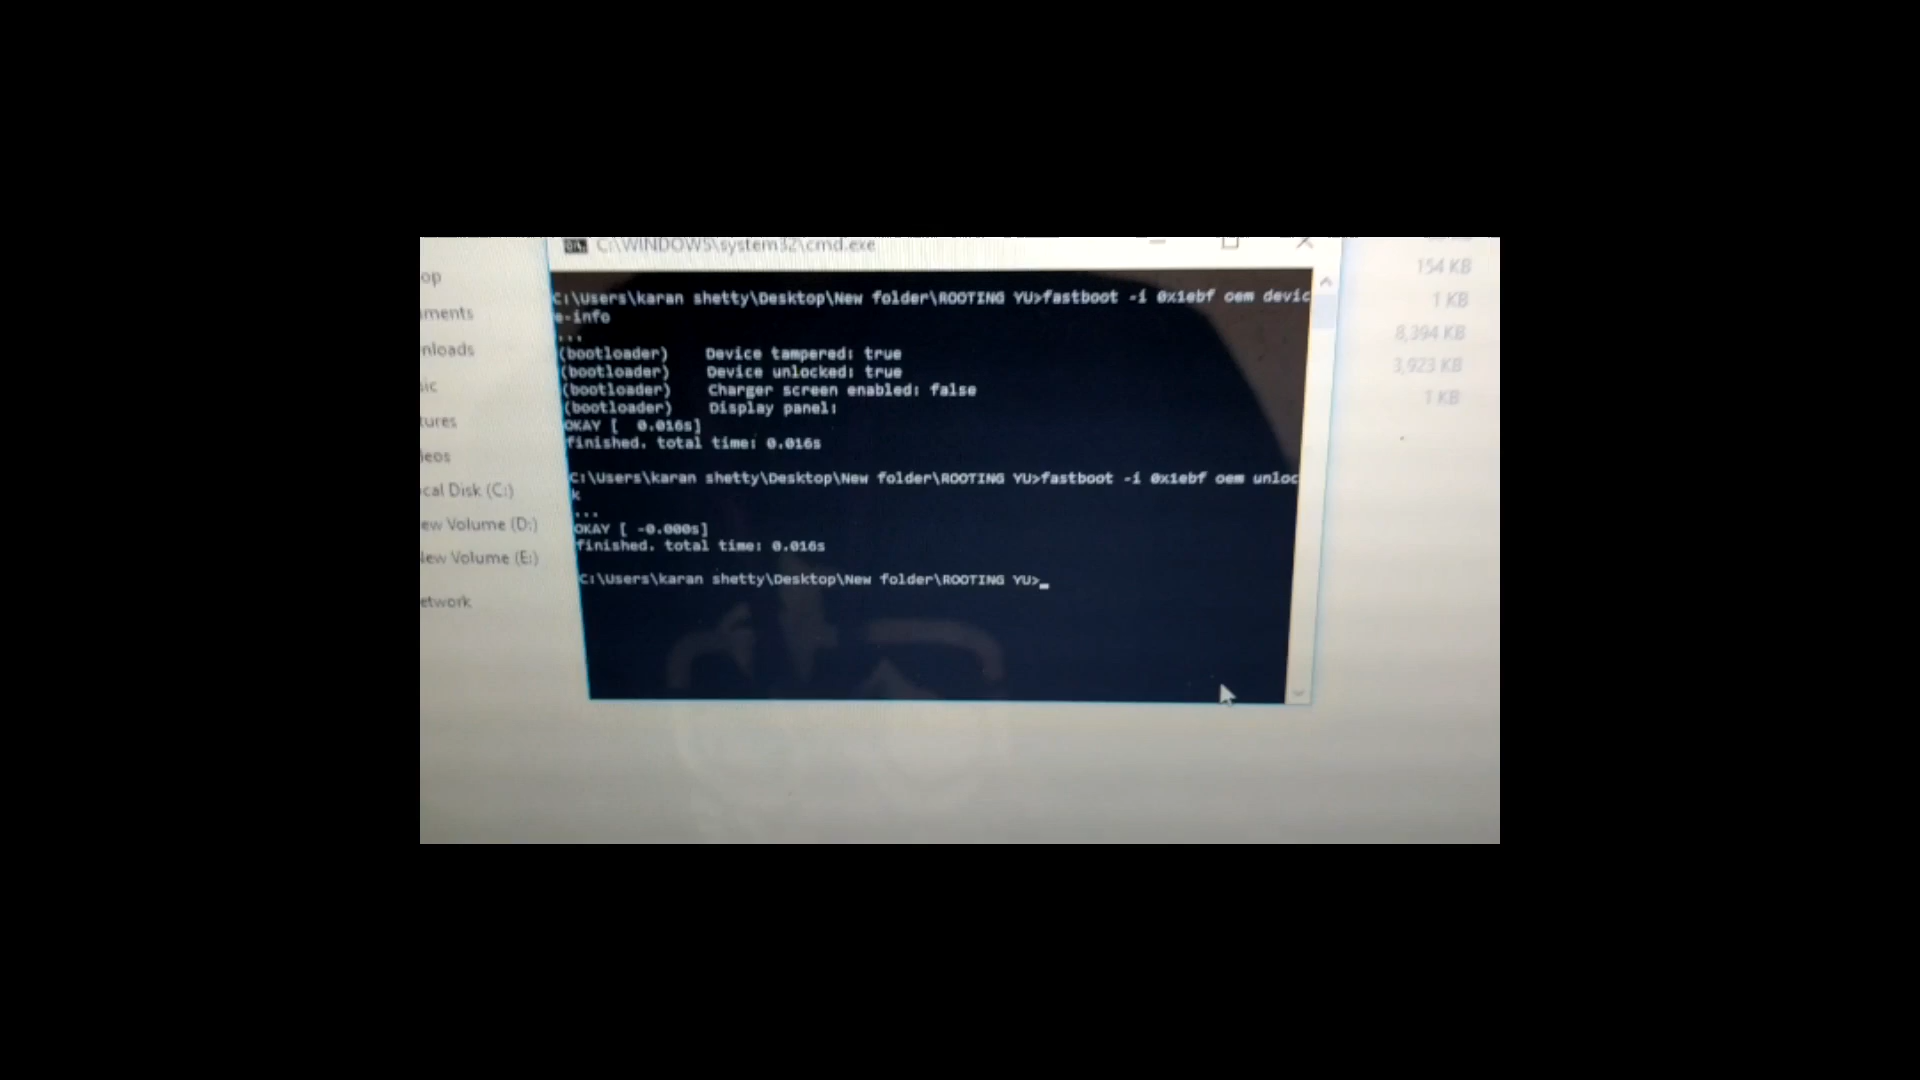 C:\WINDOWS\system32\cmd.exe
C:\Users\karan shetty\Desktop\New folder\ROOTING YU>fastboot -i 0x1ebf oem devic
e-info
...
(bootloader)    Device tampered: true
(bootloader)    Device unlocked: true
(bootloader)    Charger screen enabled: false
(bootloader)    Display panel:
OKAY [  0.016s]
finished. total time: 0.016s
C:\Users\karan shetty\Desktop\New folder\ROOTING YU>fastboot -i 0x1ebf oem unloc
k
...
OKAY [ -0.000s]
finished. total time: 0.016s
C:\Users\karan shetty\Desktop\New folder\ROOTING YU>_
op
ments
nloads
ic
tures
leos
cal Disk (C:)
ew Volume (D:)
New Volume (E:)
etwork
154 KB
1 KB
8,394 KB
3,923 KB
1 KB